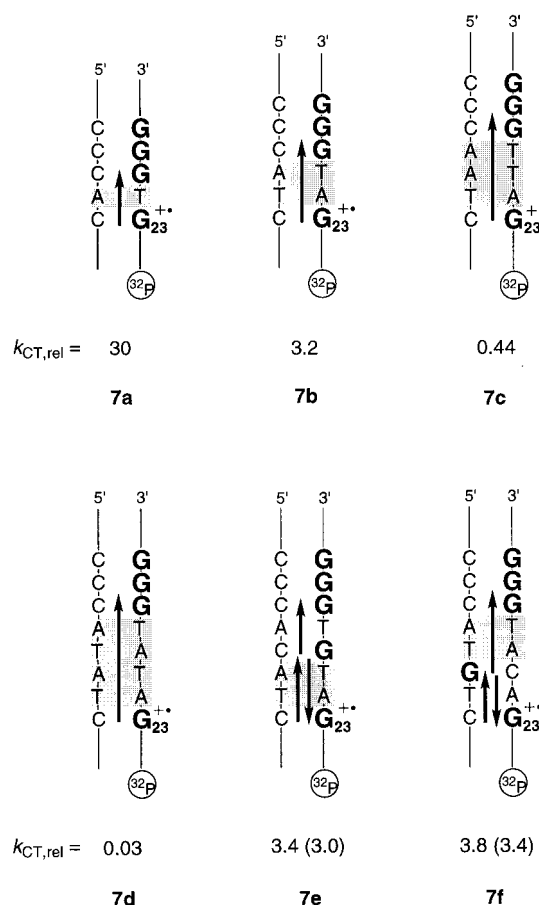 5' 3'
C G
C G
C G
A T
C G23 +•
32P
5' 3'
C G
C G
C G
A T
T A
C G23 +•
32P
5' 3'
C G
C G
C G
A T
A T
T A
C G23 +•
32P
kCT,rel = 30 3.2 0.44
7a 7b 7c
5' 3'
C G
C G
C G
A T
T A
A T
T A
C G23 +•
32P
5' 3'
C G
C G
C G
A T
C G
A T
T A
C G23 +•
32P
5' 3'
C G
C G
C G
A T
T A
G C
T A
C G23 +•
32P
kCT,rel = 0.03 3.4 (3.0) 3.8 (3.4)
7d 7e 7f